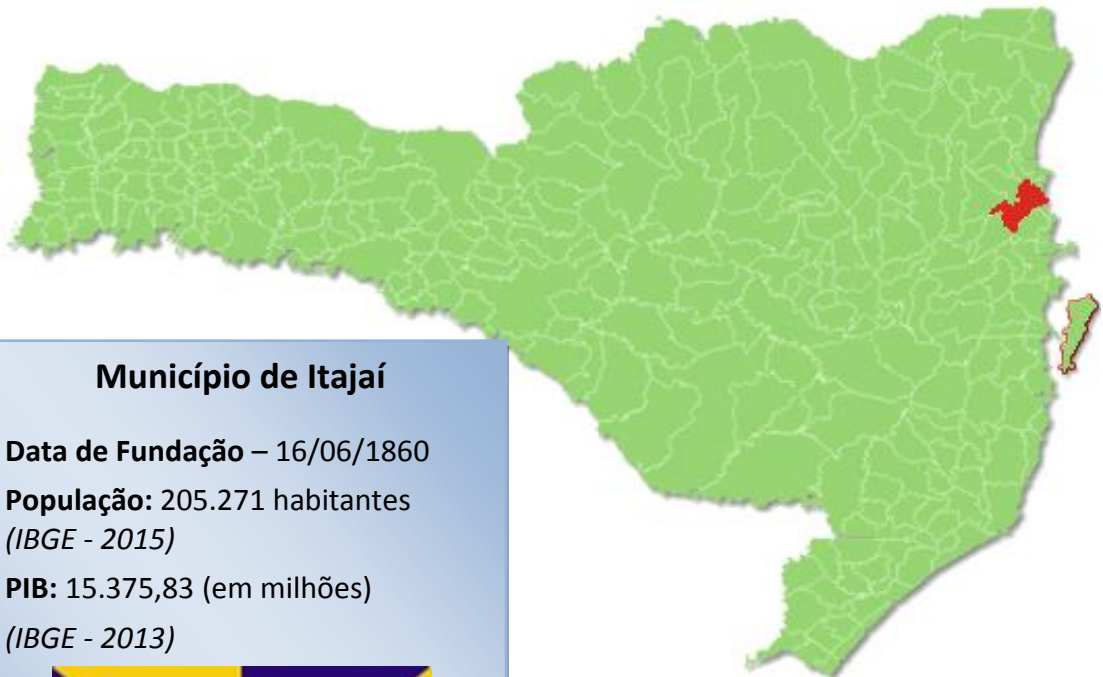 Município de Itajaí
Data de Fundação – 16/06/1860
População: 205.271 habitantes
(IBGE - 2015)
PIB: 15.375,83 (em milhões)
(IBGE - 2013)